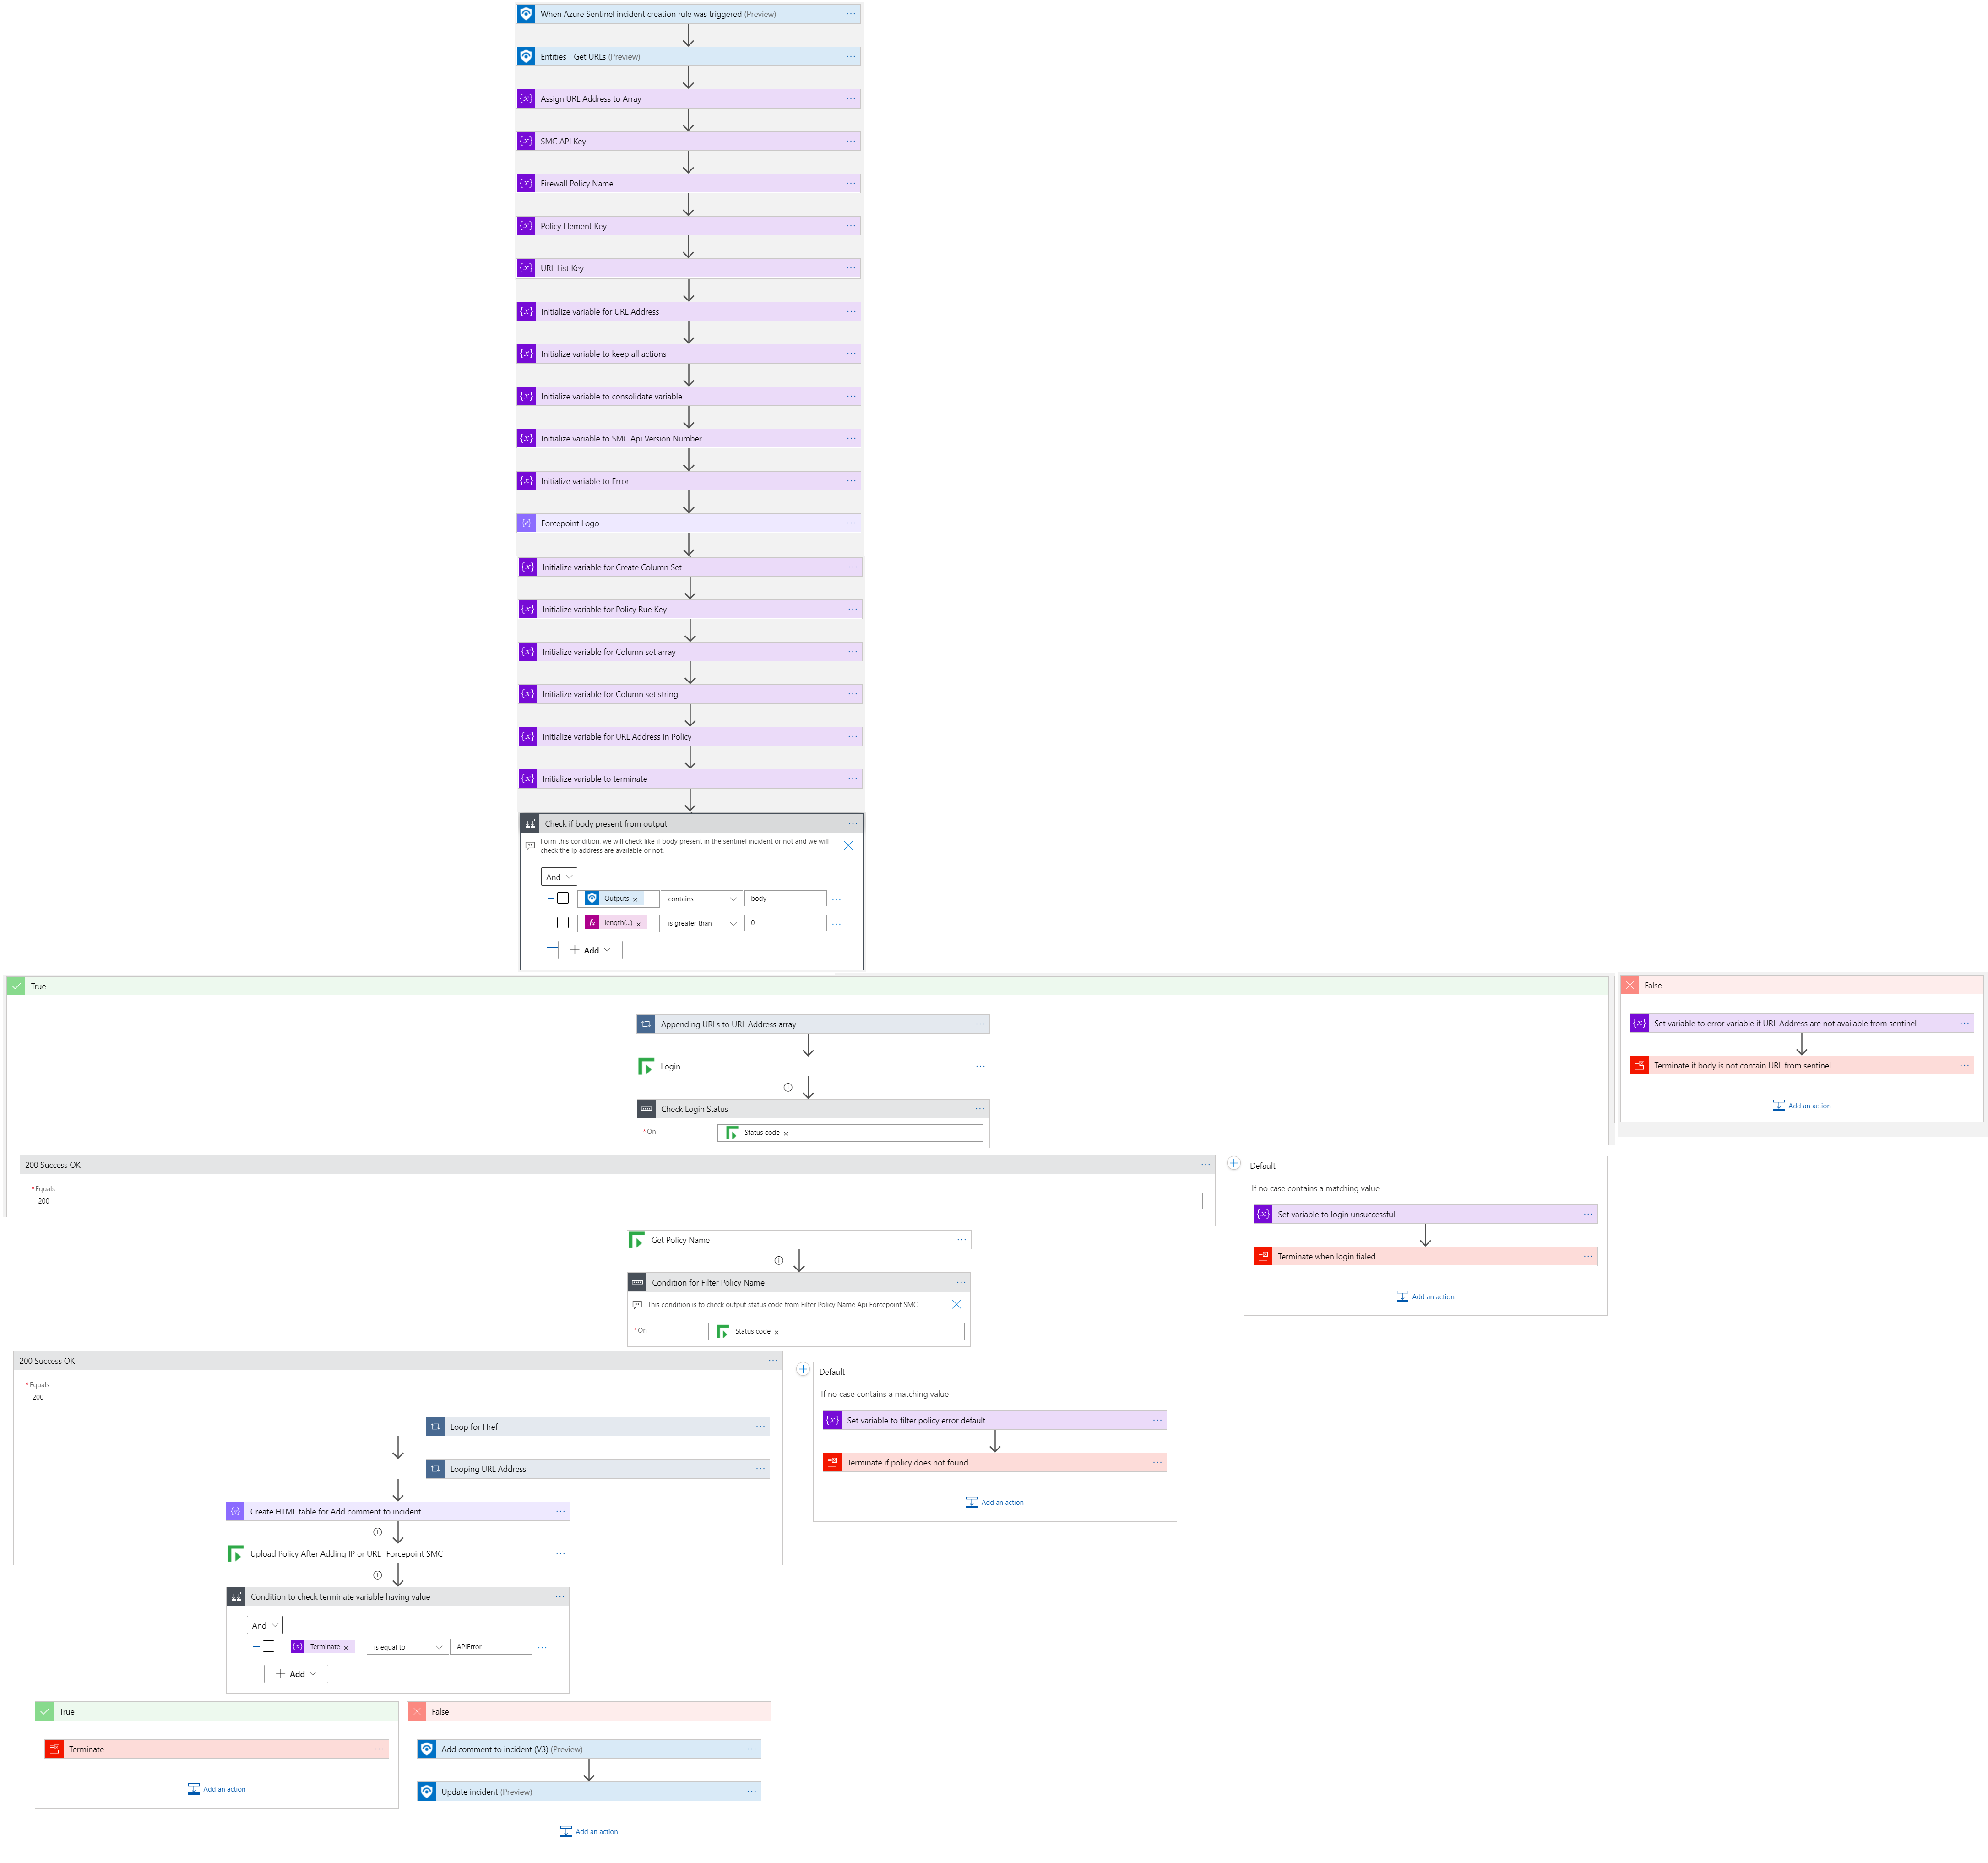 When Azure Sentinel incident creation rule was triggered (Preview)
Entities - Get URLs (Preview)
Assign URL Address to Array
SMC API Key
Firewall Policy Name
Policy Element Key
URL List Key
Initialize variable for URL Address
Initialize variable to keep all actions
Initialize variable to consolidate variable
Initialize variable to SMC Api Version Number
Initialize variable to Error
Forcepoint Logo
Initialize variable for Create Column Set
Initialize variable for Policy Rue Key
Initialize variable for Column set array
Initialize variable for Column set string
Initialize variable for URL Address in Policy
Initialize variable to terminate
Check if body present from output
Form this condition, we will check like if body present in the sentinel incident or not and we will
check the Ip address are available or not.
And
Outputs × contains body
length(...) × is greater than 0
+ Add
True
Appending URLs to URL Address array
Login
Check Login Status
* On Status code ×
False
Set variable to error variable if URL Address are not available from sentinel
Terminate if body is not contain URL from sentinel
Add an action
200 Success OK
* Equals
200
Default
If no case contains a matching value
Set variable to login unsuccessful
Terminate when login fialed
Add an action
Get Policy Name
Condition for Filter Policy Name
This condition is to check output status code from Filter Policy Name Api Forcepoint SMC
* On Status code ×
200 Success OK
* Equals
200
Loop for Href
Looping URL Address
Create HTML table for Add comment to incident
Upload Policy After Adding IP or URL- Forcepoint SMC
Condition to check terminate variable having value
And
Terminate × is equal to APIError
+ Add
Default
If no case contains a matching value
Set variable to filter policy error default
Terminate if policy does not found
Add an action
True
Terminate
Add an action
False
Add comment to incident (V3) (Preview)
Update incident (Preview)
Add an action